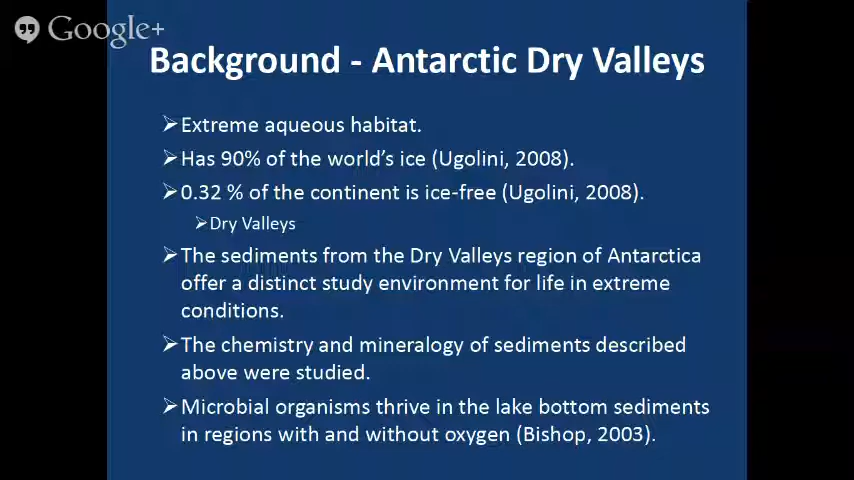 Google+
Background - Antarctic Dry Valleys
Extreme aqueous habitat.
Has 90% of the world's ice (Ugolini, 2008).
0.32 % of the continent is ice-free (Ugolini, 2008).
Dry Valleys
The sediments from the Dry Valleys region of Antarctica
offer a distinct study environment for life in extreme
conditions.
The chemistry and mineralogy of sediments described
above were studied.
Microbial organisms thrive in the lake bottom sediments
in regions with and without oxygen (Bishop, 2003).